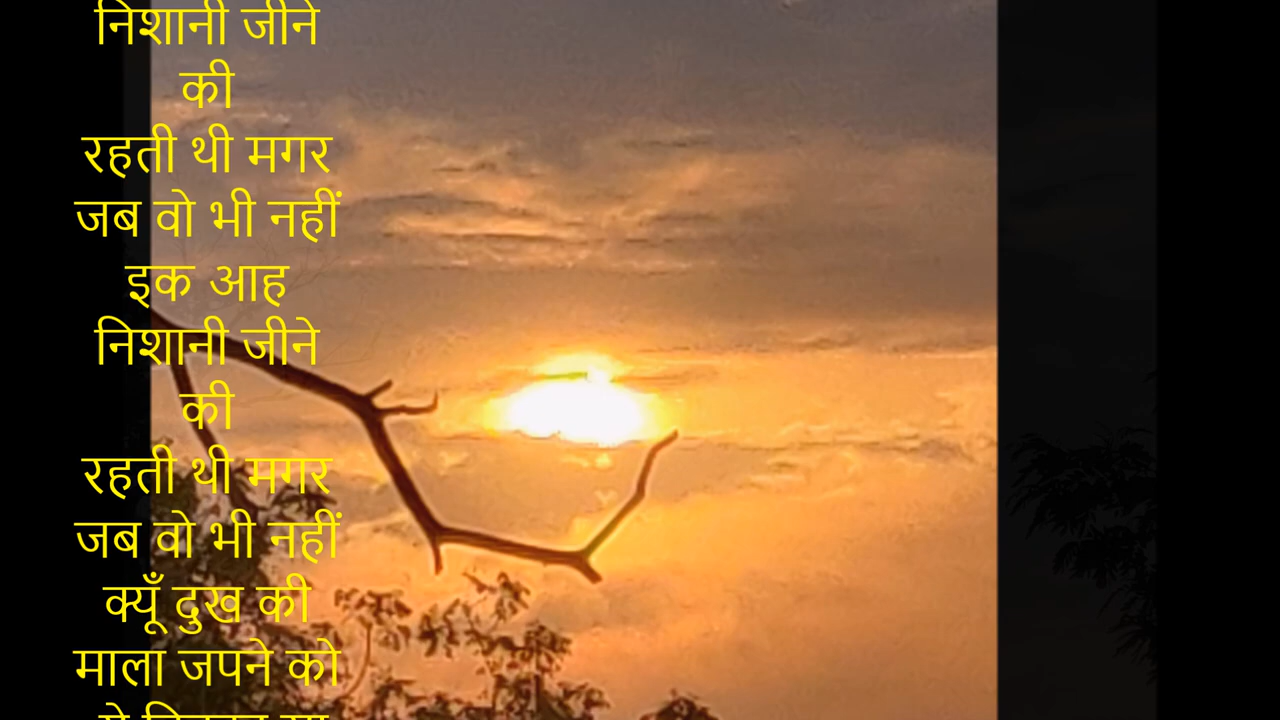 निशानी जीने
की
रहती थी मगर
जब वो भी नहीं
इक आह
निशानी जीने
की
रहती थी मगर
जब वो भी नहीं
क्यूँ दुख की
माला जपने को